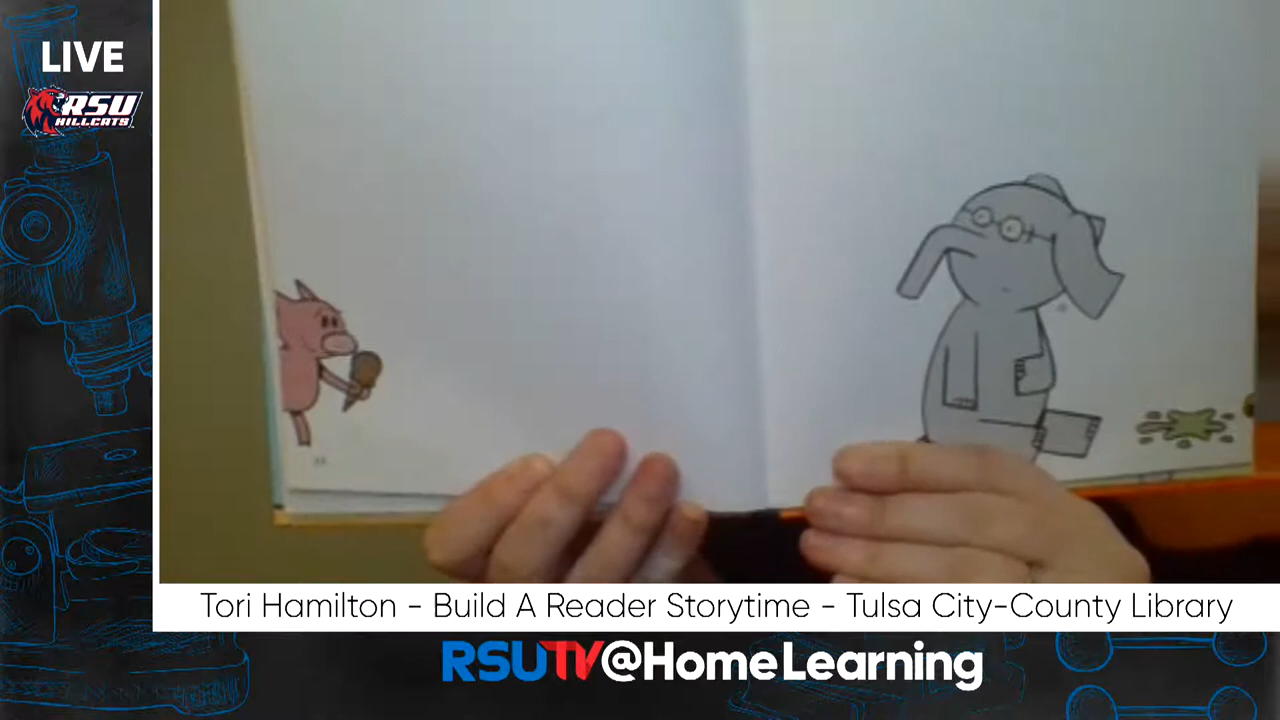 LIVE
RSU
HILLCATS
Tori Hamilton - Build A Reader Storytime - Tulsa City-County Library
RSUTV@HomeLearning